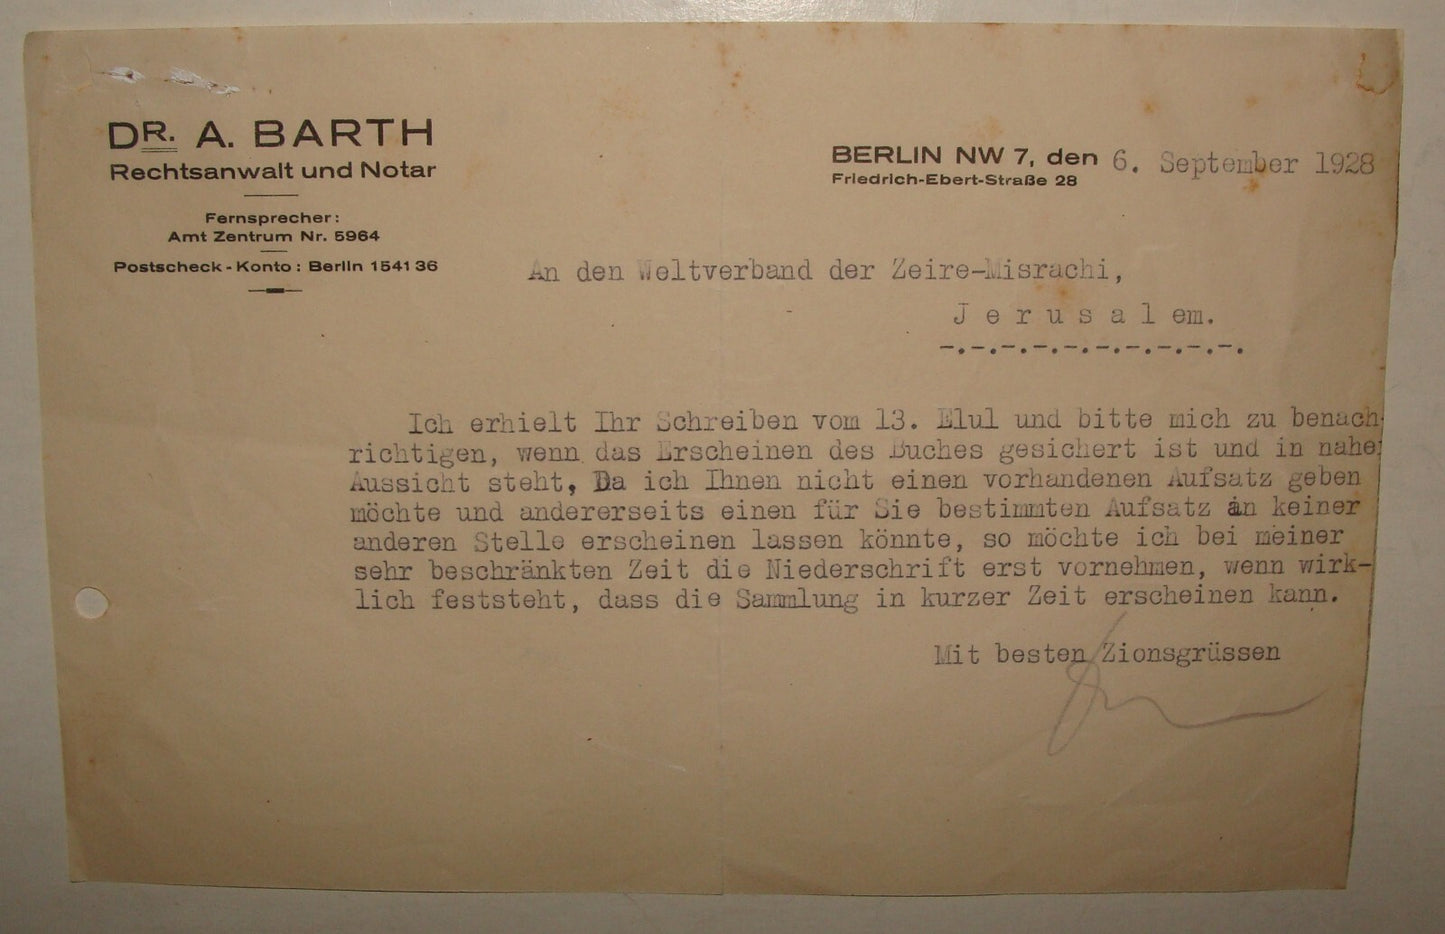 DR. A. BARTH
Rechtsanwalt und Notar
Fernsprecher:
Amt Zentrum Nr. 5964
Postscheck-Konto: Berlin 154136
BERLIN NW 7, den 6. September 1928
Friedrich-Ebert-Straße 28
An den Weltverband der Zeire-Misrachi,
J e r u s a l em.
-.-.-.-.-.-.-.-.-.-.
Ich erhielt Ihr Schreiben vom 13. Elul und bitte mich zu benach-
richtigen, wenn das Erscheinen des Buches gesichert ist und in naher
Aussicht steht, Da ich Ihnen nicht einen vorhandenen Aufsatz geben
möchte und andererseits einen für Sie bestimmten Aufsatz an keiner
anderen Stelle erscheinen lassen könnte, so möchte ich bei meiner
sehr beschränkten Zeit die Niederschrift erst vornehmen, wenn wirk-
lich feststeht, dass die Sammlung in kurzer Zeit erscheinen kann.
Mit besten Zionsgrüssen